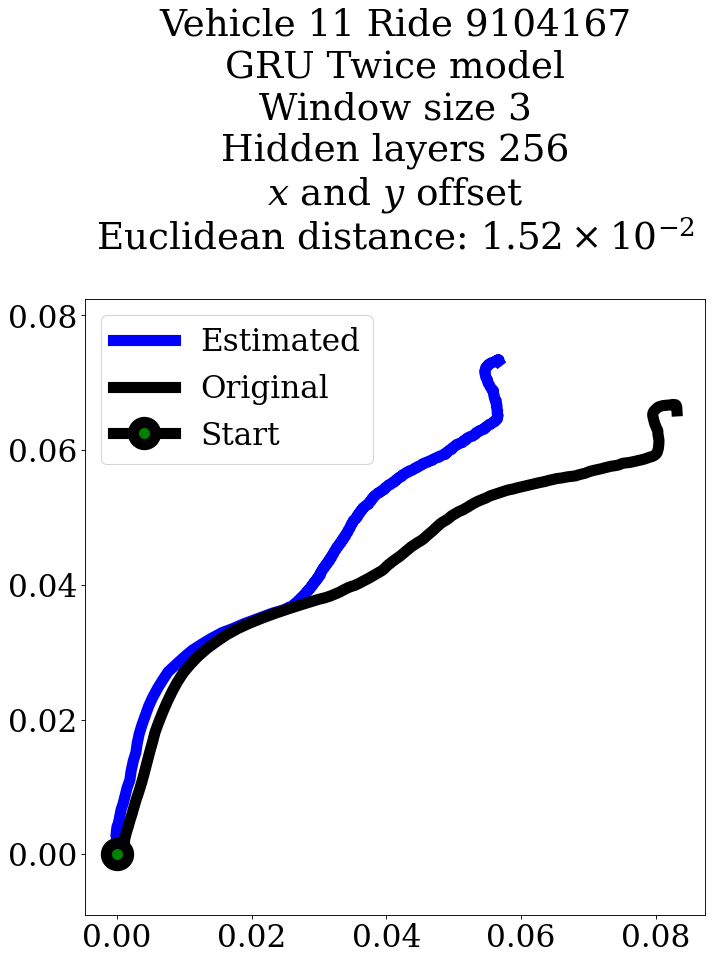 Vehicle 11 Ride 9104167
GRU Twice model
Window size 3
Hidden layers 256
x and y offset
Euclidean distance: 1.52 × 10⁻²
Estimated
Original
Start
0.08
0.06
0.04
0.02
0.00
0.00 0.02 0.04 0.06 0.08